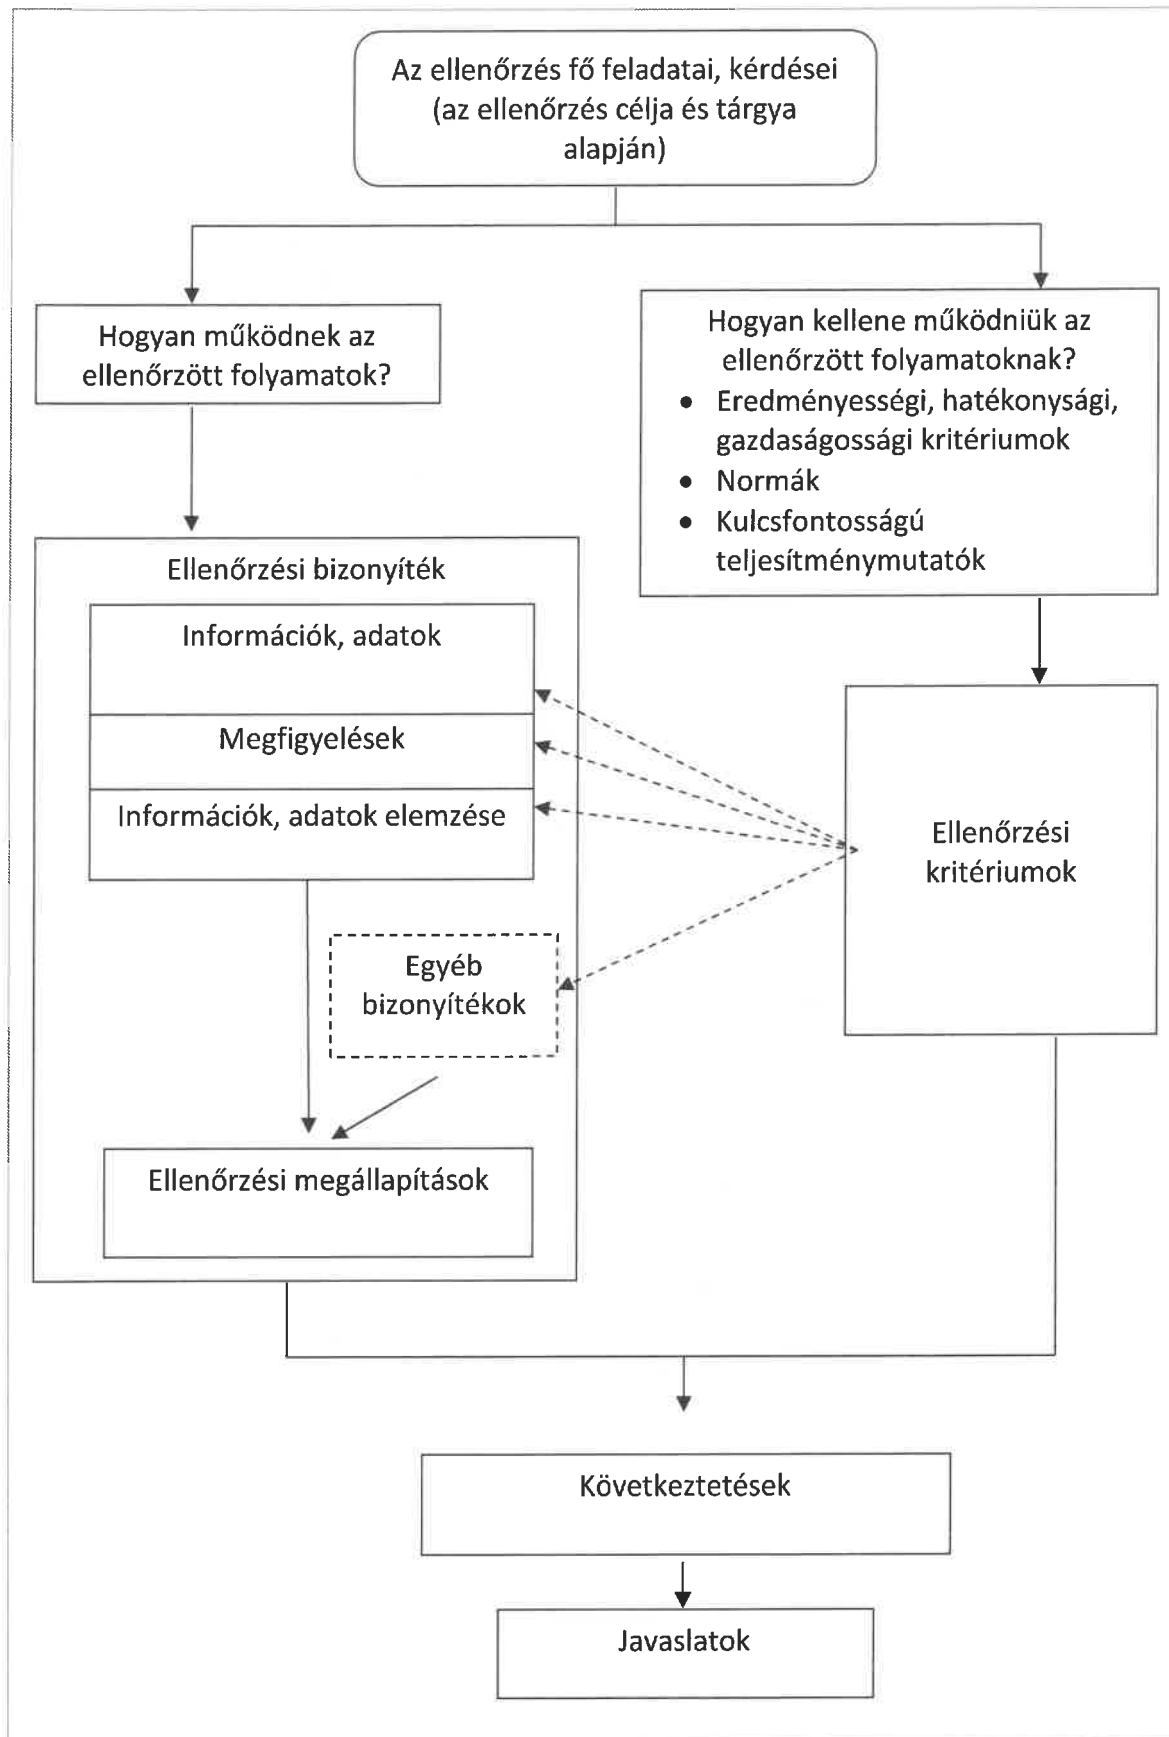 Az ellenőrzés fő feladatai, kérdései
(az ellenőrzés célja és tárgya
alapján)
Hogyan működnek az
ellenőrzött folyamatok?
Hogyan kellene működniük az
ellenőrzött folyamatoknak?
• Eredményességi, hatékonysági,
gazdaságossági kritériumok
• Normák
• Kulcsfontosságú
teljesítménymutatók
Ellenőrzési bizonyíték
Információk, adatok
Megfigyelések
Információk, adatok elemzése
Ellenőrzési
kritériumok
Egyéb
bizonyítékok
Ellenőrzési megállapítások
Következtetések
Javaslatok